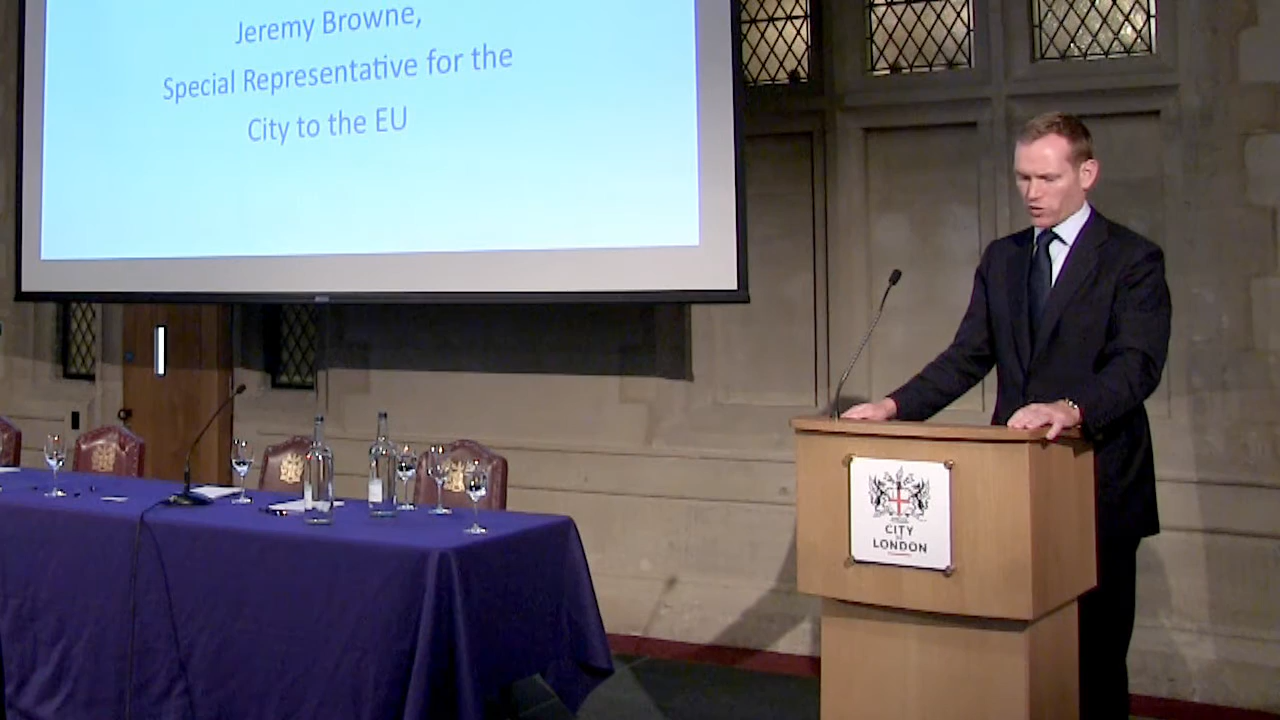 Jeremy Browne,
Special Representative for the
City to the EU
CITY
LONDON